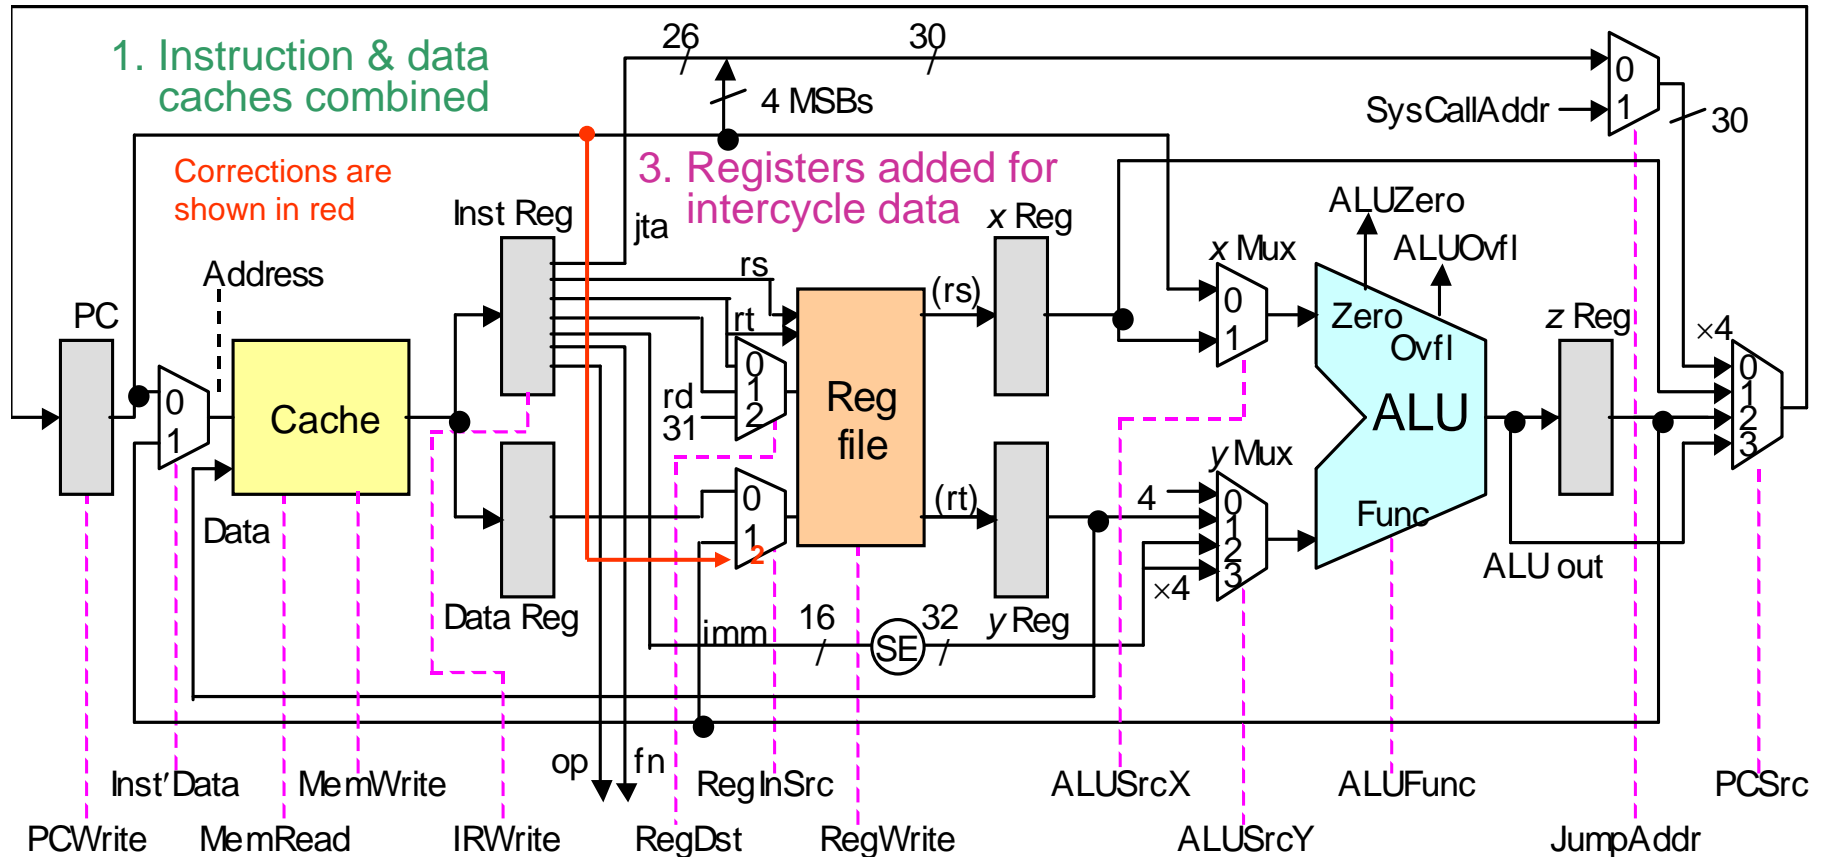 1. Instruction & data
caches combined
Corrections are
shown in red
3. Registers added for
intercycle data
26
30
4 MSBs
SysCallAddr
0
1
30
Inst Reg
jta
rs
rt
rd
31
0
1
2
Reg
file
(rs)
(rt)
x Reg
y Reg
x Mux
0
1
y Mux
4
0
1
2
3
×4
ALUZero
ALUOvfl
Zero
Ovfl
ALU
Func
z Reg
ALU out
×4
0
1
2
3
Address
PC
0
1
Cache
Data
Data Reg
0
1
2
imm
16
SE
32
op
fn
Inst′Data
MemWrite
RegInSrc
ALUSrcX
ALUFunc
PCSrc
PCWrite
MemRead
IRWrite
RegDst
RegWrite
ALUSrcY
JumpAddr